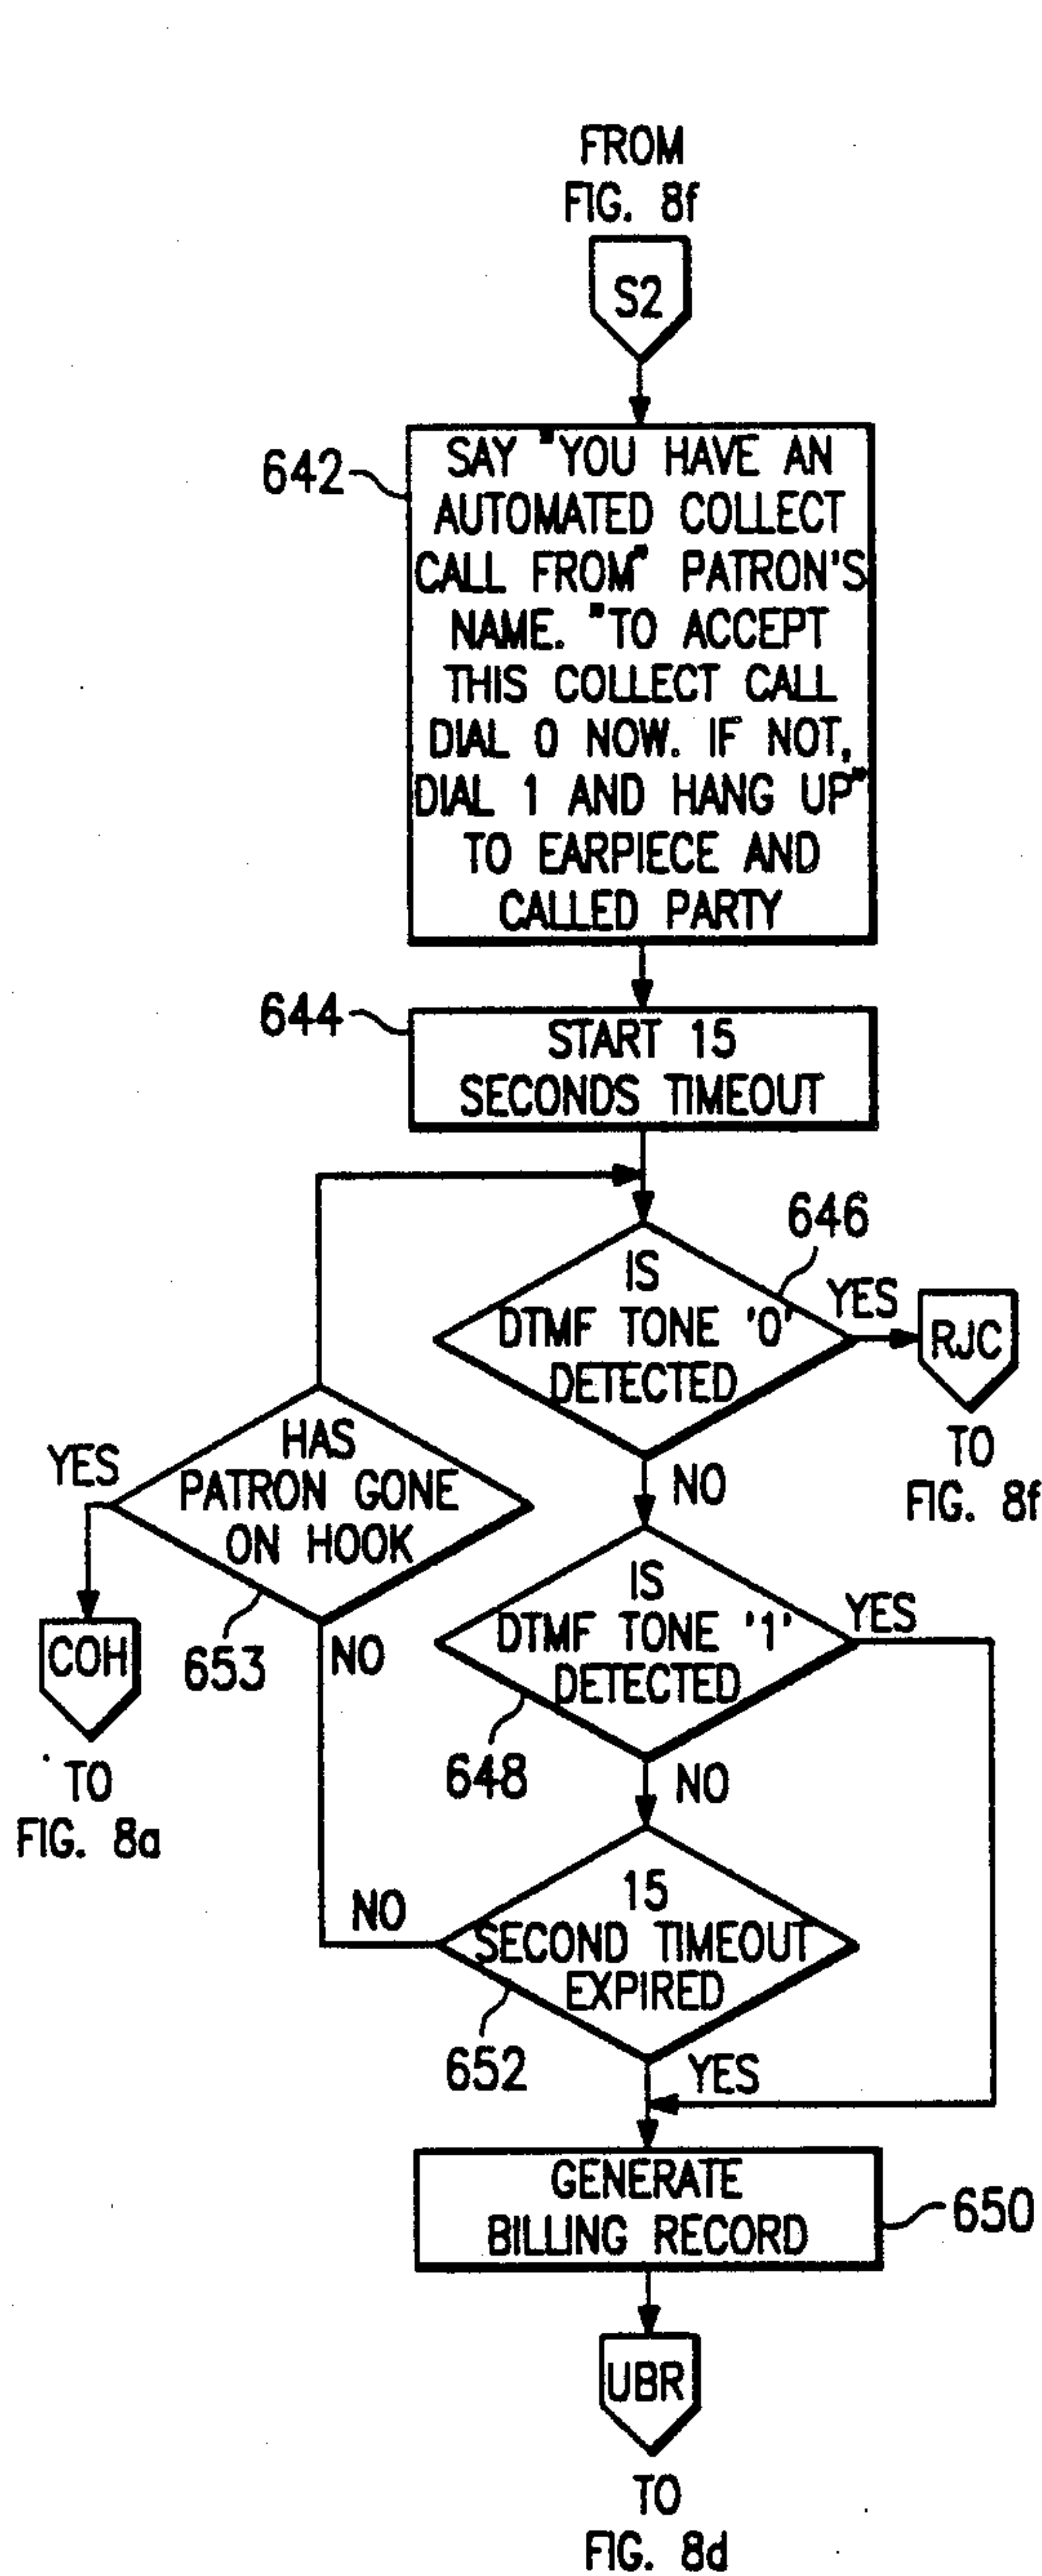 FROM
FIG. 8f
S2
642
SAY "YOU HAVE AN
AUTOMATED COLLECT
CALL FROM" PATRON'S
NAME. "TO ACCEPT
THIS COLLECT CALL
DIAL 0 NOW. IF NOT,
DIAL 1 AND HANG UP"
TO EARPIECE AND
CALLED PARTY
644
START 15
SECONDS TIMEOUT
646
IS
DTMF TONE '0'
DETECTED
YES
RJC
TO
FIG. 8f
NO
HAS
PATRON GONE
ON HOOK
YES
653
NO
COH
TO
FIG. 8a
IS
DTMF TONE '1'
DETECTED
YES
648
NO
15
SECOND TIMEOUT
EXPIRED
NO
652
YES
GENERATE
BILLING RECORD
650
UBR
TO
FIG. 8d